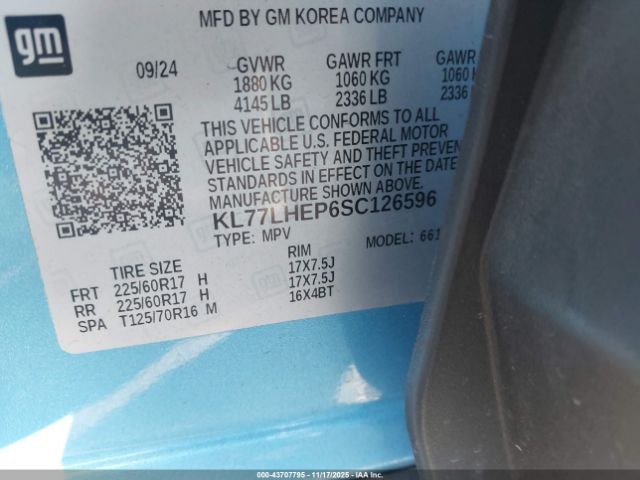 gm
MFD BY GM KOREA COMPANY
09/24 GVWR GAWR FRT GAWR
1880 KG 1060 KG 1060
4145 LB 2336 LB 2336
THIS VEHICLE CONFORMS TO ALL
APPLICABLE U.S. FEDERAL MOTOR
VEHICLE SAFETY AND THEFT PREVEN
STANDARDS IN EFFECT ON THE DATE
MANUFACTURE SHOWN ABOVE.
KL77LHEP6SC126596
TYPE: MPV MODEL: 661
TIRE SIZE RIM
FRT 225/60R17 H 17X7.5J
RR 225/60R17 H 17X7.5J
SPA T125/70R16 M 16X4BT
000-43707795 - 11/17/2025 - IAAI.COM